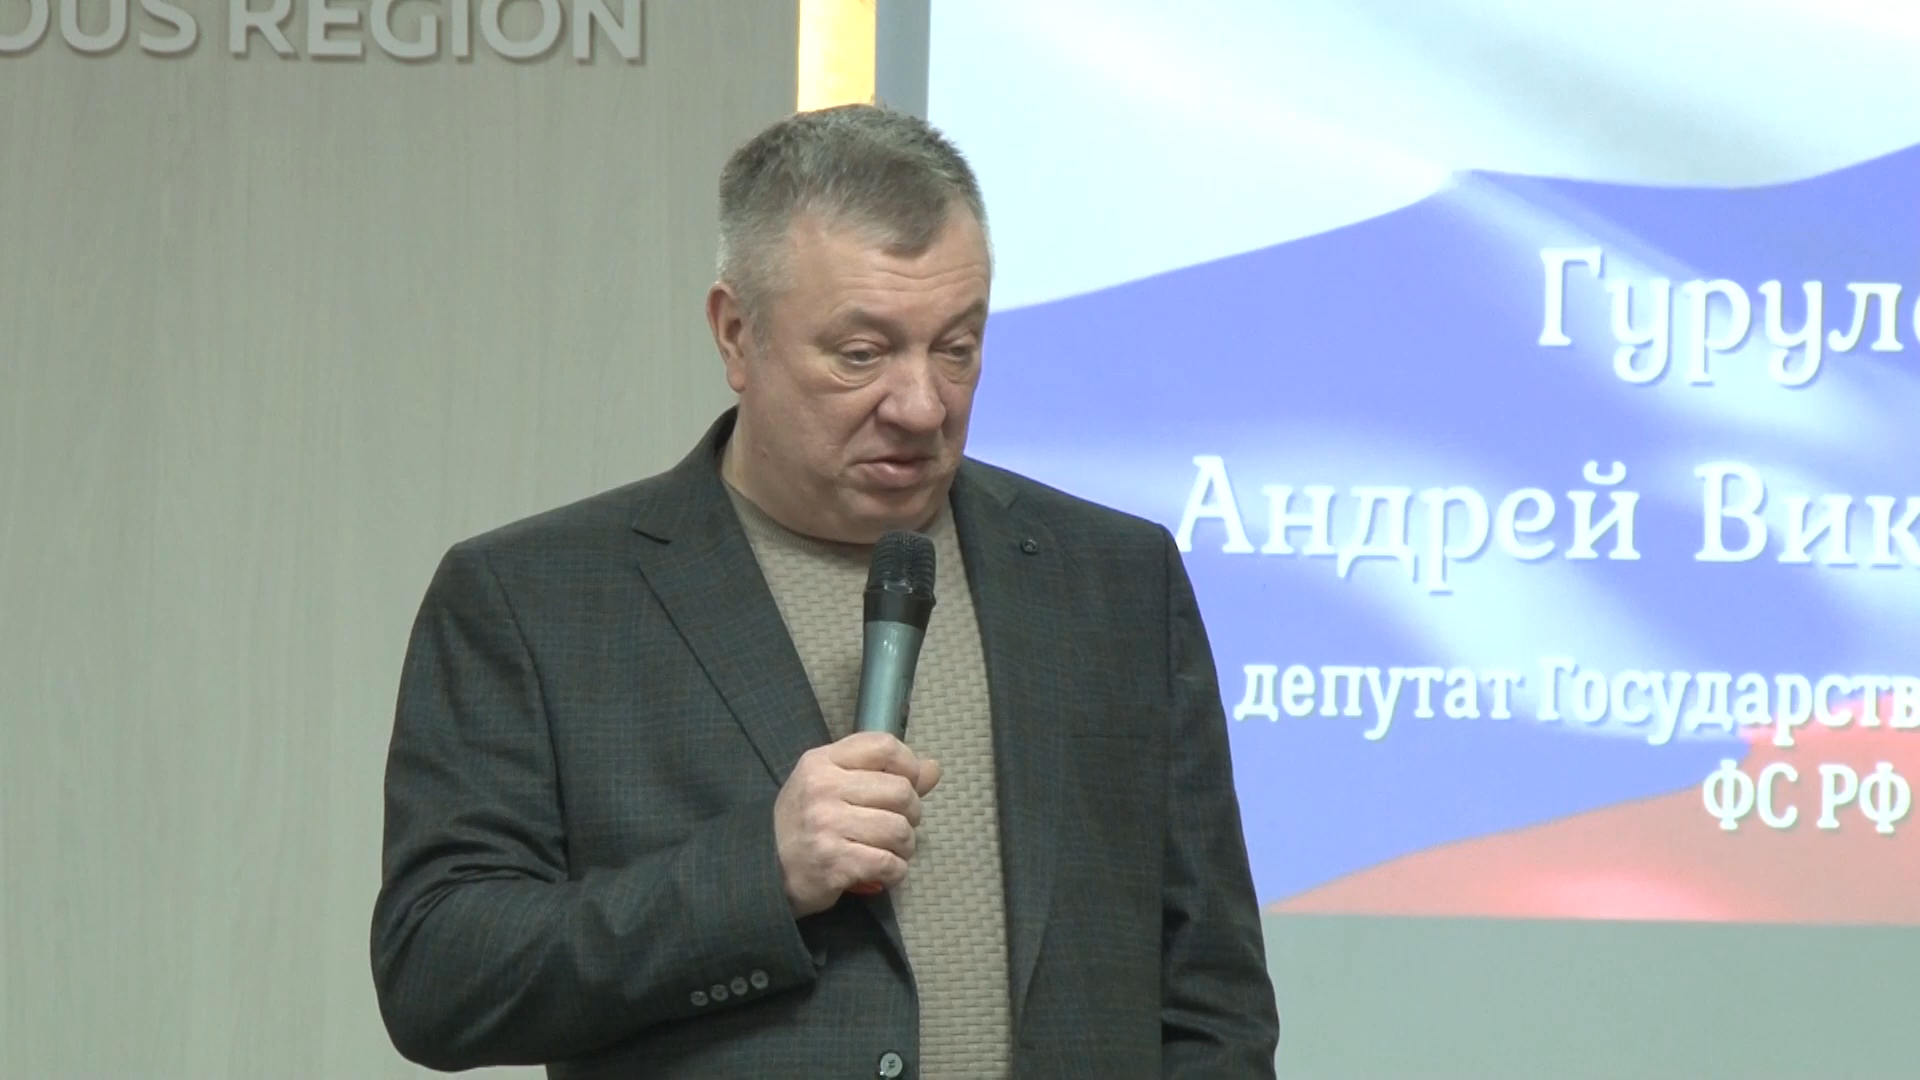 OUS REGION
Гурул
Андрей Вик
депутат Государств
ФС РФ